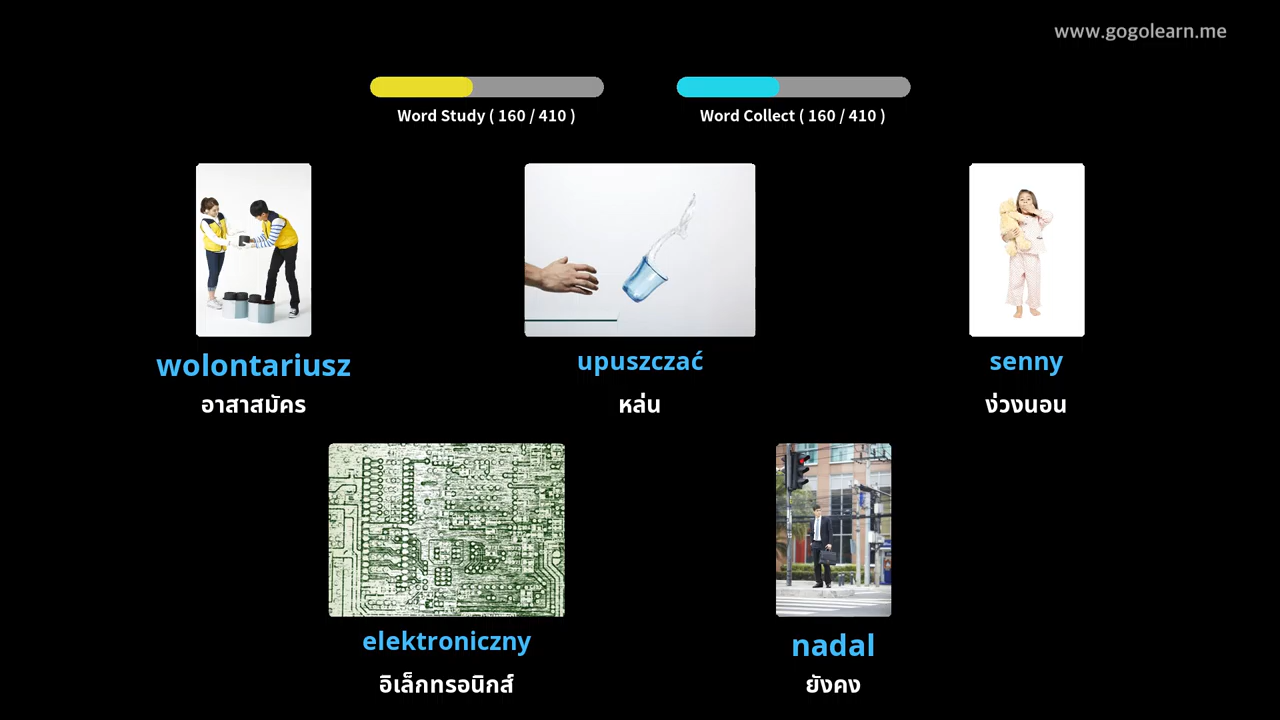 www.gogolearn.me
Word Study ( 160 / 410 )
Word Collect ( 160 / 410 )
wolontariusz
อาสาสมัคร
upuszczać
หล่น
senny
ง่วงนอน
elektroniczny
อิเล็กทรอนิกส์
nadal
ยังคง